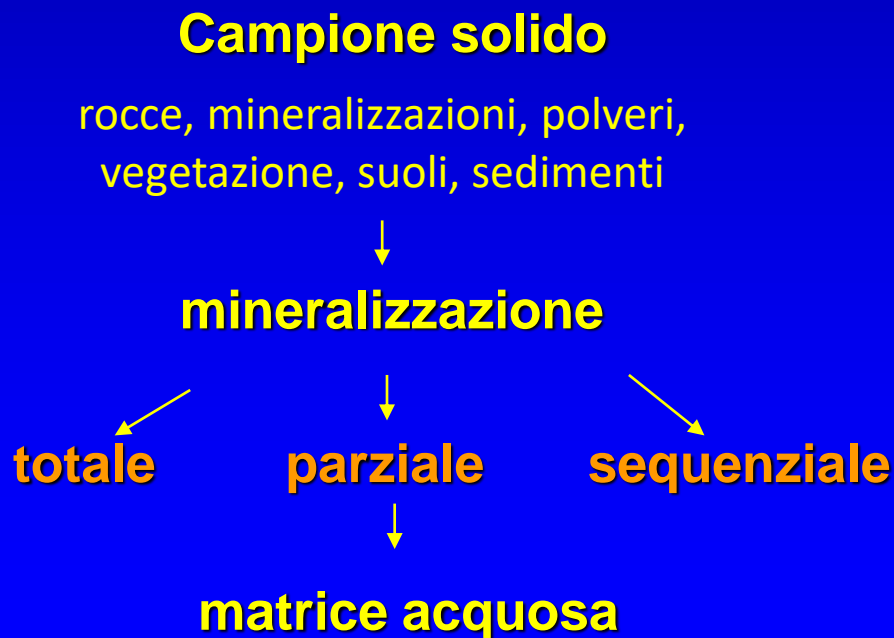 Campione solido
rocce, mineralizzazioni, polveri,
vegetazione, suoli, sedimenti
mineralizzazione
totale parziale sequenziale
matrice acquosa